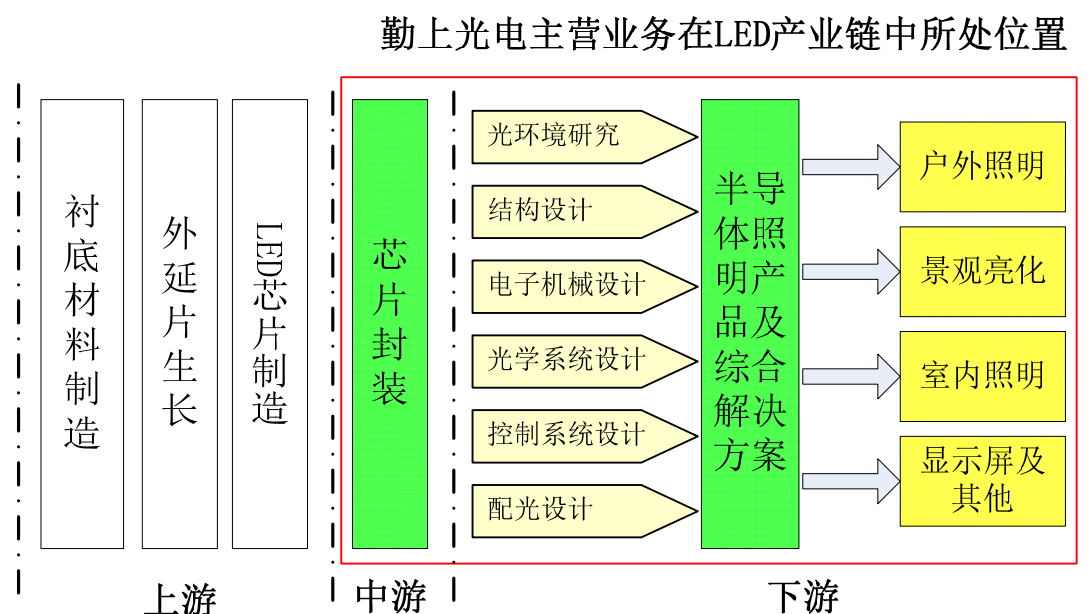 勤上光电主营业务在LED产业链中所处位置
衬底材料制造
外延片生长
LED芯片制造
芯片封装
光环境研究
结构设计
电子机械设计
光学系统设计
控制系统设计
配光设计
半导
体照
明产
品及
综合
解决
方案
户外照明
景观亮化
室内照明
显示屏及
其他
上游
中游
下游